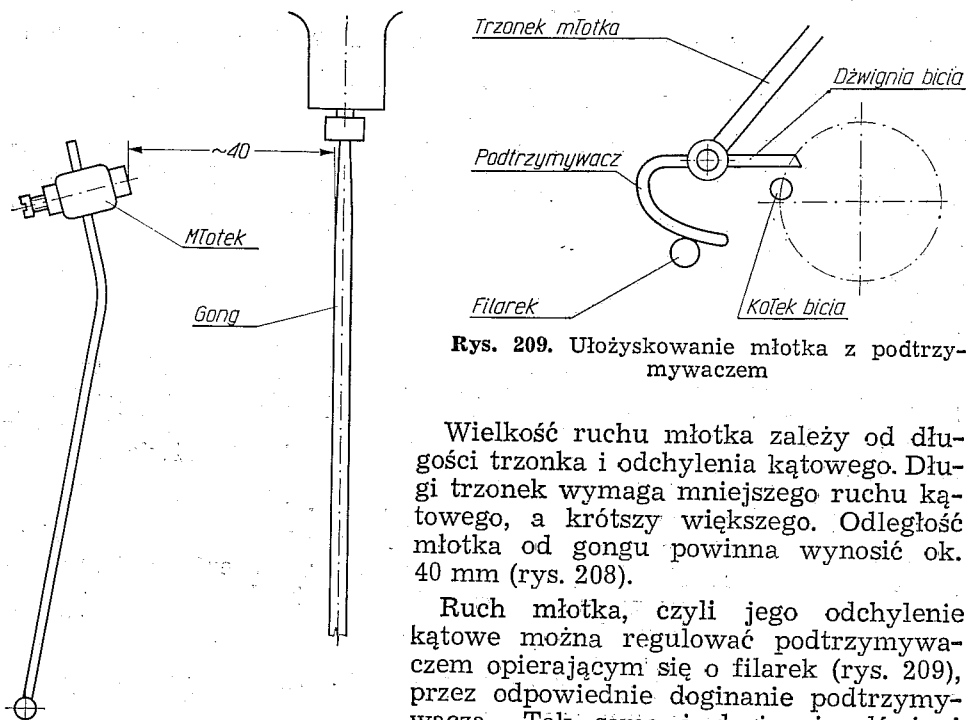 ~40
Młotek
Gong
Trzonek młotka
Dźwignia bicia
Podtrzymywacz
Filarek
Kołek bicia
Rys. 209. Ułożyskowanie młotka z podtrzy-
mywaczem
Wielkość ruchu młotka zależy od dłu-
gości trzonka i odchylenia kątowego. Dłu-
gi trzonek wymaga mniejszego ruchu ką-
towego, a krótszy większego. Odległość
młotka od gongu powinna wynosić ok.
40 mm (rys. 208).
Ruch młotka, czyli jego odchylenie
kątowe można regulować podtrzymywa-
czem opierającym się o filarek (rys. 209),
przez odpowiednie doginanie podtrzymy-